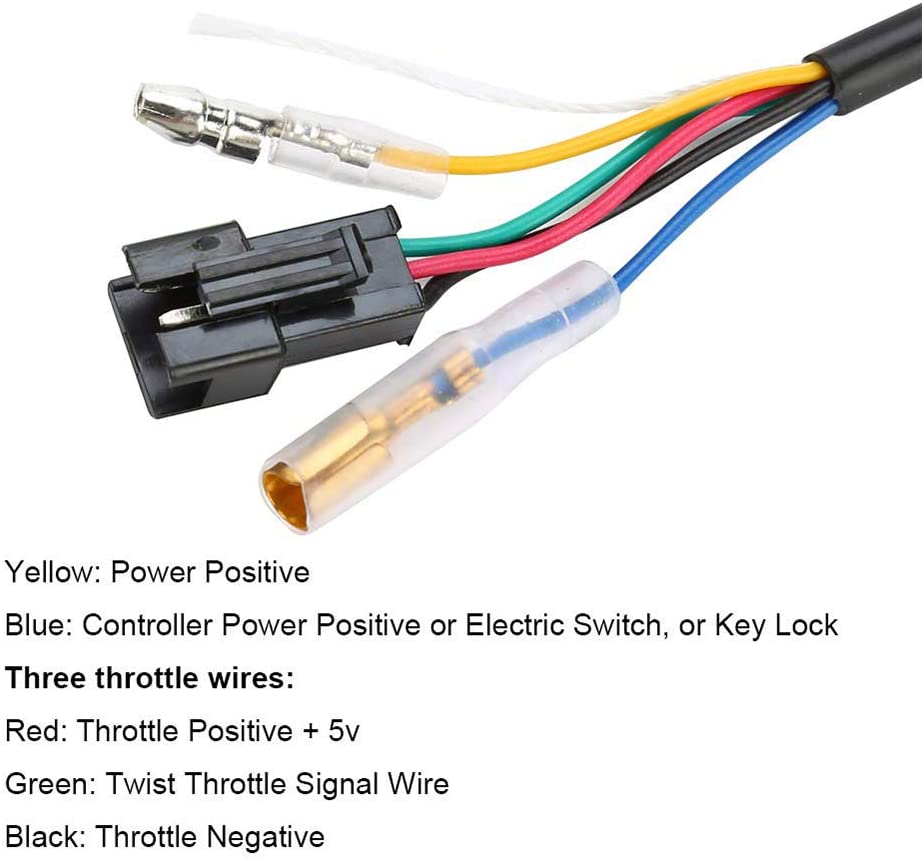 Yellow: Power Positive
Blue: Controller Power Positive or Electric Switch, or Key Lock
Three throttle wires:
Red: Throttle Positive + 5v
Green: Twist Throttle Signal Wire
Black: Throttle Negative